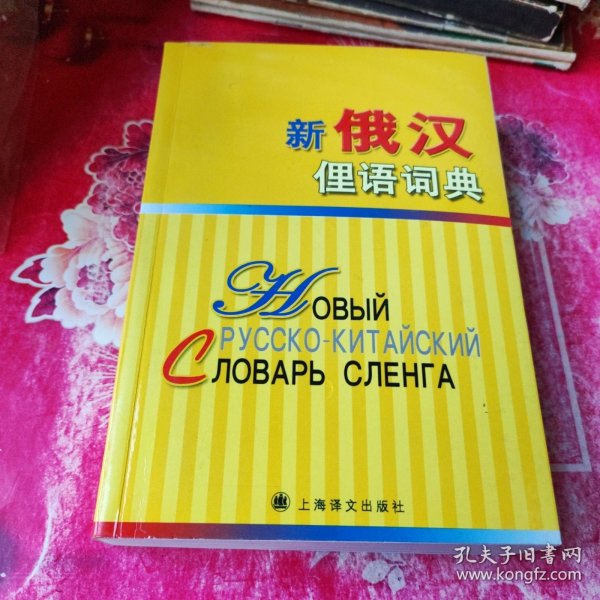 新 俄汉
俚语词典
НОВЫЙ
РУССКО-КИТАЙСКИЙ
СЛОВАРЬ СЛЕНГА
上海译文出版社
孔夫子旧书网
www.kongfz.com